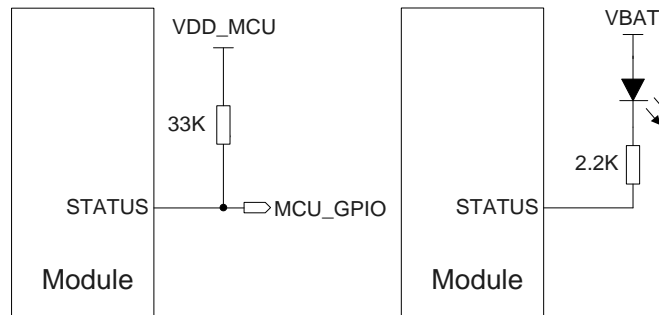 VDD_MCU
33K
STATUS
MCU_GPIO
Module
VBAT
2.2K
STATUS
Module